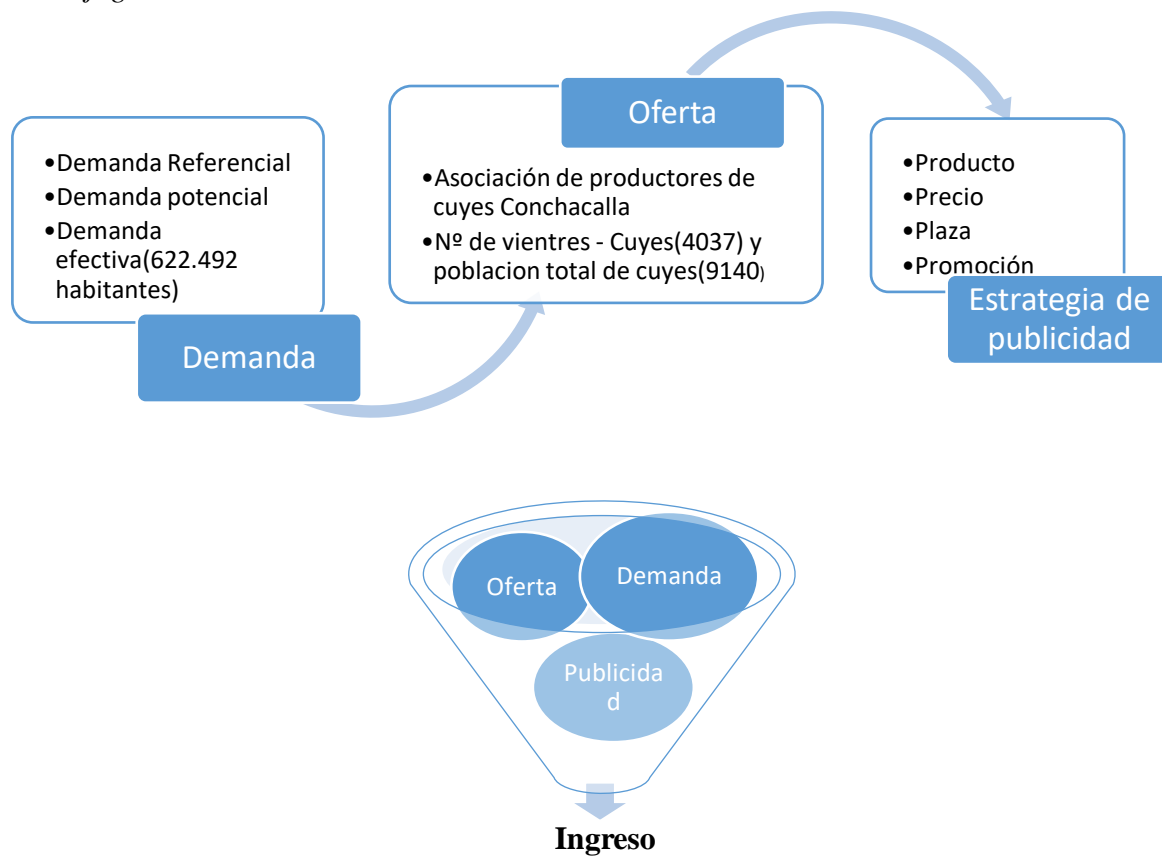 •Demanda Referencial
•Demanda potencial
•Demanda
efectiva(622.492
habitantes)
Demanda
Oferta
•Asociación de productores de
cuyes Conchacalla
•Nº de vientres - Cuyes(4037) y
poblacion total de cuyes(9140)
•Producto
•Precio
•Plaza
•Promoción
Estrategia de
publicidad
Oferta
Demanda
Publicida
d
Ingreso